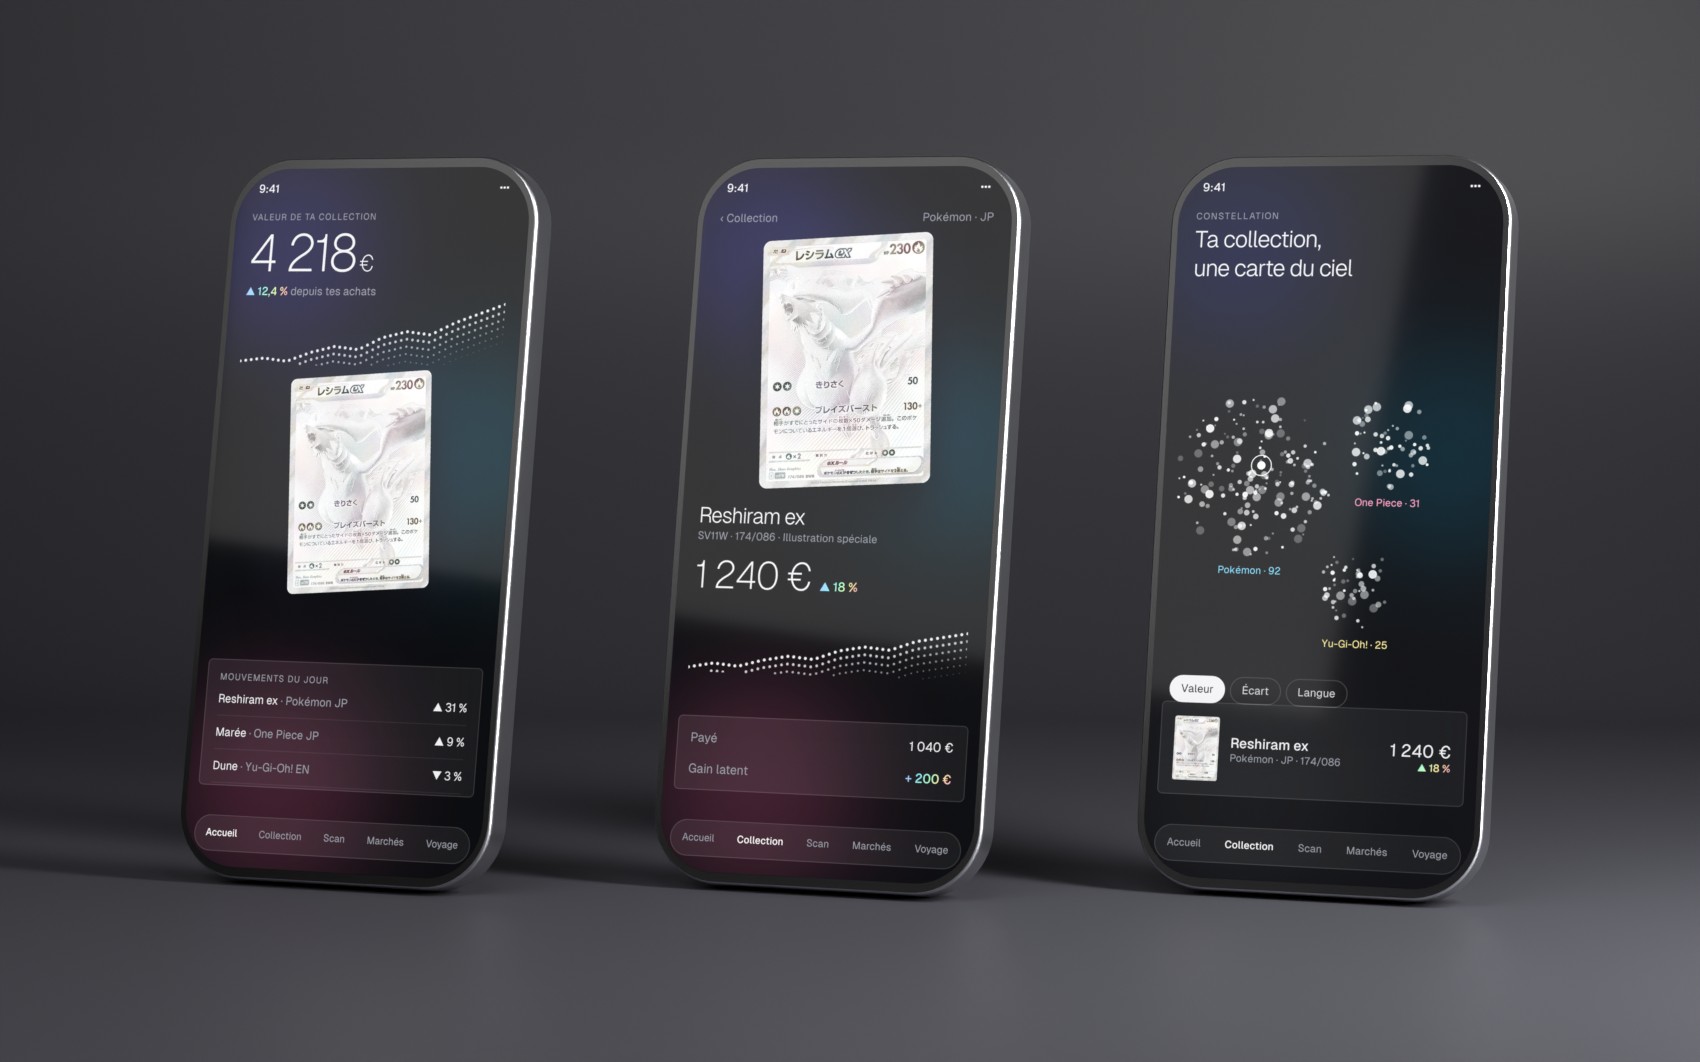 9:41
VALEUR DE TA COLLECTION
4 218 €
▲ 12,4 % depuis tes achats
レシラムex
230
きりさく 50
ブレイズバースト 130+
MOUVEMENTS DU JOUR
Reshiram ex · Pokémon JP ▲ 31 %
Marée · One Piece JP ▲ 9 %
Dune · Yu-Gi-Oh! EN ▼ 3 %
Accueil Collection Scan Marchés Voyage
9:41
‹ Collection Pokémon · JP
レシラムex
230
きりさく 50
ブレイズバースト 130+
Reshiram ex
SV11W · 174/086 · Illustration spéciale
1 240 € ▲ 18 %
Payé 1 040 €
Gain latent + 200 €
Accueil Collection Scan Marchés Voyage
9:41
CONSTELLATION
Ta collection,
une carte du ciel
One Piece · 31
Pokémon · 92
Yu-Gi-Oh! · 25
Valeur Écart Langue
Reshiram ex 1 240 €
Pokémon · JP · 174/086 ▲ 18 %
Accueil Collection Scan Marchés Voyage